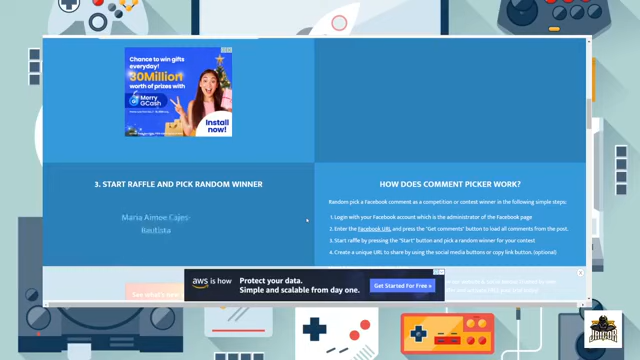 Chance to win gifts
everyday!
30Million
worth of prizes with
Merry
GCash
Install
now!
3. START RAFFLE AND PICK RANDOM WINNER
Maria Aimee Cajes-
Bautista
HOW DOES COMMENT PICKER WORK?
Random pick a Facebook comment as a competition or contest winner in the following simple steps:
1. Login with your Facebook account which is the administrator of the Facebook page
2. Enter the Facebook URL and press the "Get comments" button to load all comments from the post.
3. Start raffle by pressing the "Start" button and pick a random winner for your contest
4. Create a unique URL to share by using the social media buttons or copy link button. (optional)
See what's
aws is how
Protect your data.
Simple and scalable from day one.
Get Started For Free >